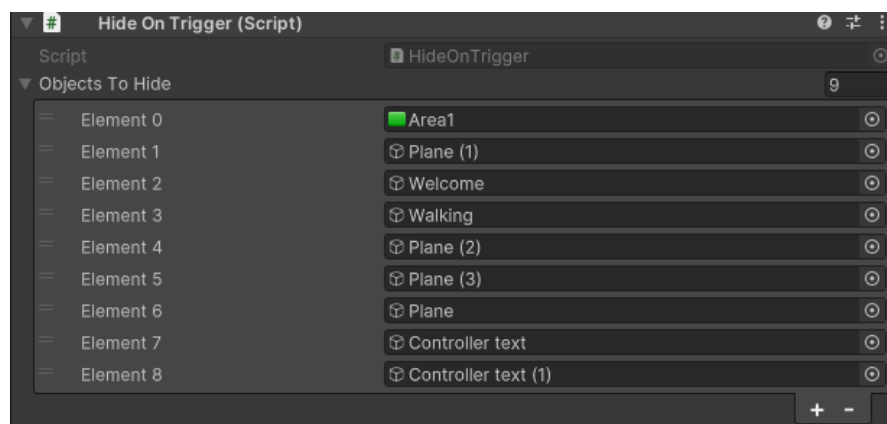 # Hide On Trigger (Script)
Script # HideOnTrigger
Objects To Hide 9
Element 0 Area1
Element 1 Plane (1)
Element 2 Welcome
Element 3 Walking
Element 4 Plane (2)
Element 5 Plane (3)
Element 6 Plane
Element 7 Controller text
Element 8 Controller text (1)
+ -